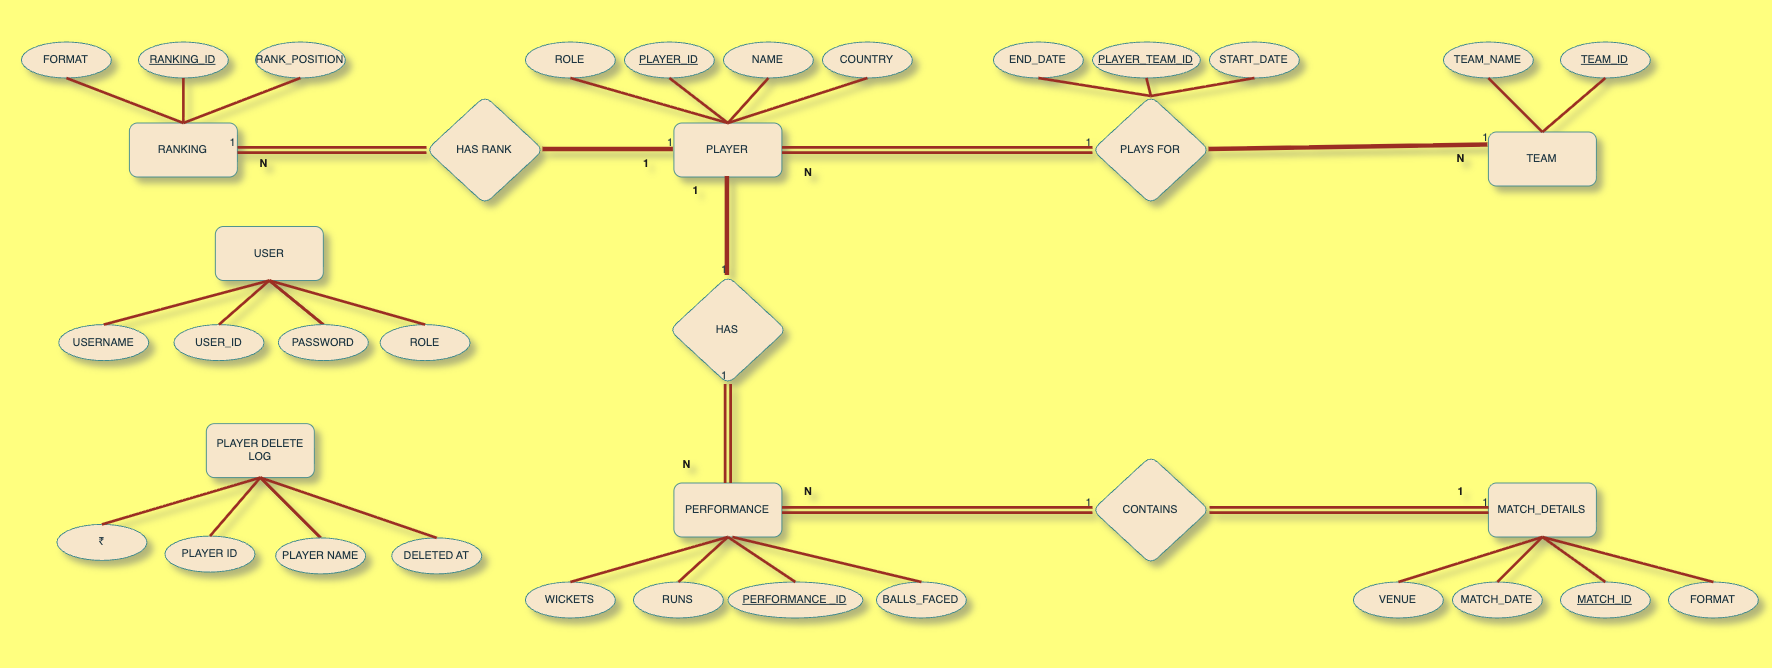 FORMAT
RANKING_ID
RANK_POSITION
ROLE
PLAYER_ID
NAME
COUNTRY
END_DATE
PLAYER_TEAM_ID
START_DATE
TEAM_NAME
TEAM_ID
RANKING
1
N
HAS RANK
1
1
PLAYER
N
1
PLAYS FOR
1
N
TEAM
1
1
HAS
1
N
USER
USERNAME
USER_ID
PASSWORD
ROLE
PLAYER DELETE
LOG
₹
PLAYER ID
PLAYER NAME
DELETED AT
PERFORMANCE
N
1
CONTAINS
1
1
MATCH_DETAILS
WICKETS
RUNS
PERFORMANCE _ID
BALLS_FACED
VENUE
MATCH_DATE
MATCH_ID
FORMAT